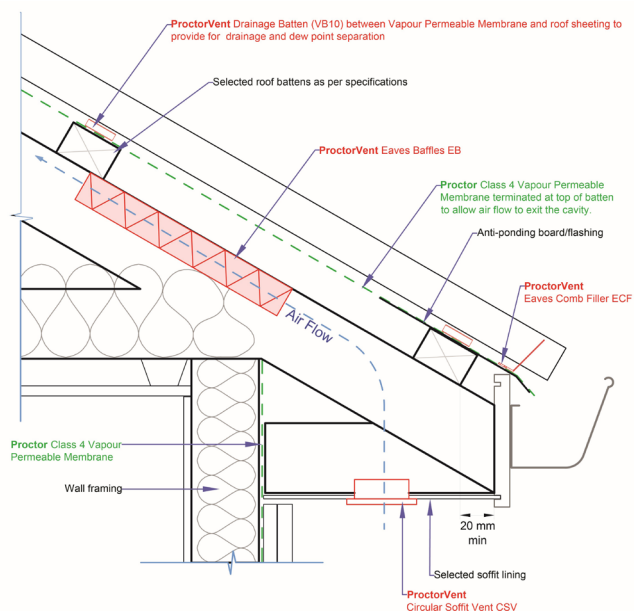 ProctorVent Drainage Batten (VB10) between Vapour Permeable Membrane and roof sheeting to
provide for drainage and dew point separation
Selected roof battens as per specifications
ProctorVent Eaves Baffles EB
Proctor Class 4 Vapour Permeable
Membrane terminated at top of batten
to allow air flow to exit the cavity.
Anti-ponding board/flashing
ProctorVent
Eaves Comb Filler ECF
Air Flow
Proctor Class 4 Vapour
Permeable Membrane
Wall framing
20 mm
min
Selected soffit lining
ProctorVent
Circular Soffit Vent CSV